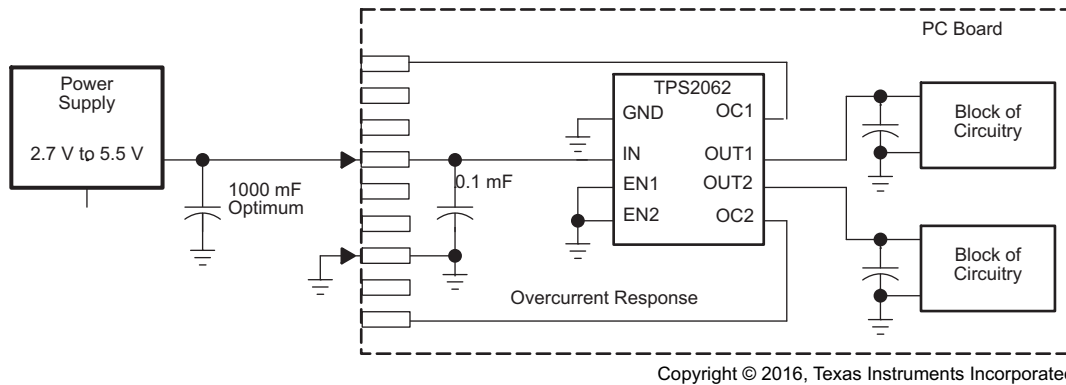 PC Board
Power
Supply
2.7 V to 5.5 V
1000 mF
Optimum
0.1 mF
TPS2062
GND
OC1
IN
OUT1
EN1
OUT2
EN2
OC2
Block of
Circuitry
Block of
Circuitry
Overcurrent Response
Copyright © 2016, Texas Instruments Incorporated